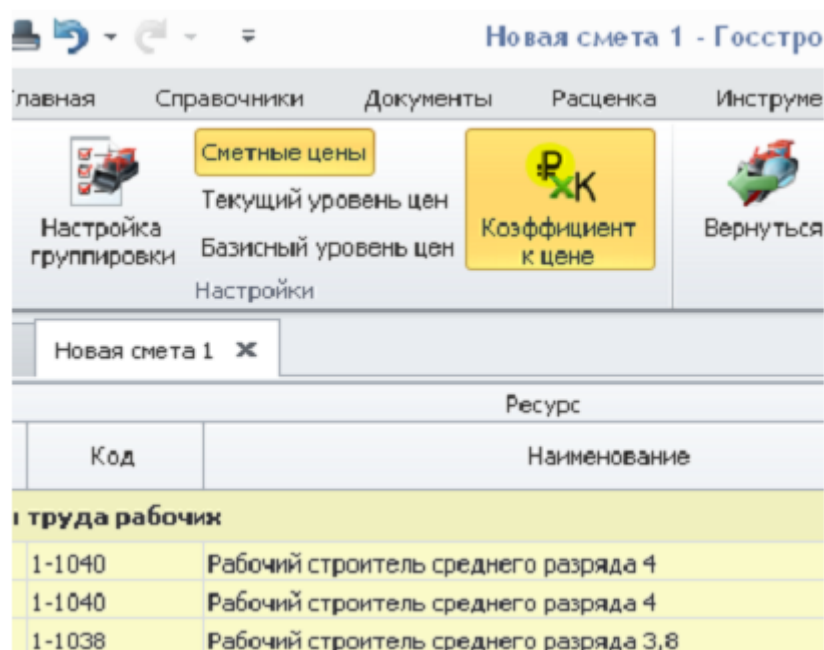 Новая смета 1 - Госстро
лавная Справочники Документы Расценка Инструме
Сметные цены
Текущий уровень цен
Базисный уровень цен
Настройка
группировки
₽xK
Коэффициент
к цене
Вернуться
Настройки
Новая смета 1
Ресурс
Код Наименование
труда рабочих
1-1040 Рабочий строитель среднего разряда 4
1-1040 Рабочий строитель среднего разряда 4
1-1038 Рабочий строитель среднего разряда 3,8